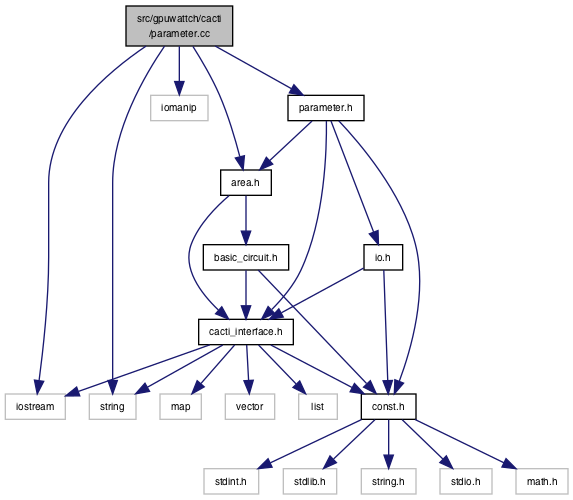 src/gpuwattch/cacti
/parameter.cc
iomanip
parameter.h
area.h
basic_circuit.h
io.h
cacti_interface.h
iostream
string
map
vector
list
const.h
stdint.h
stdlib.h
string.h
stdio.h
math.h